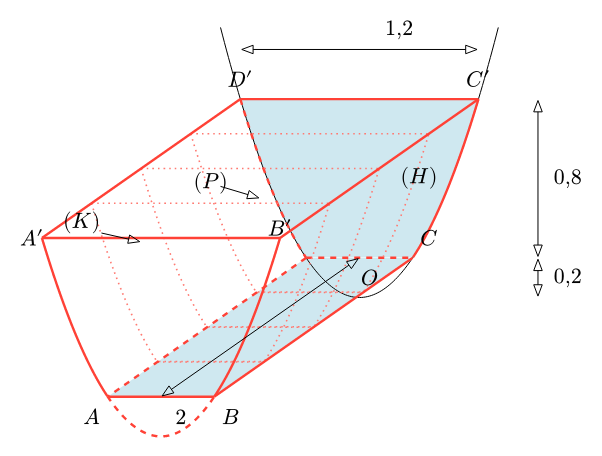 1,2
D′ C′
0,8
(H)
(P)
(K)
A′ B′ C
O 0,2
A 2 B